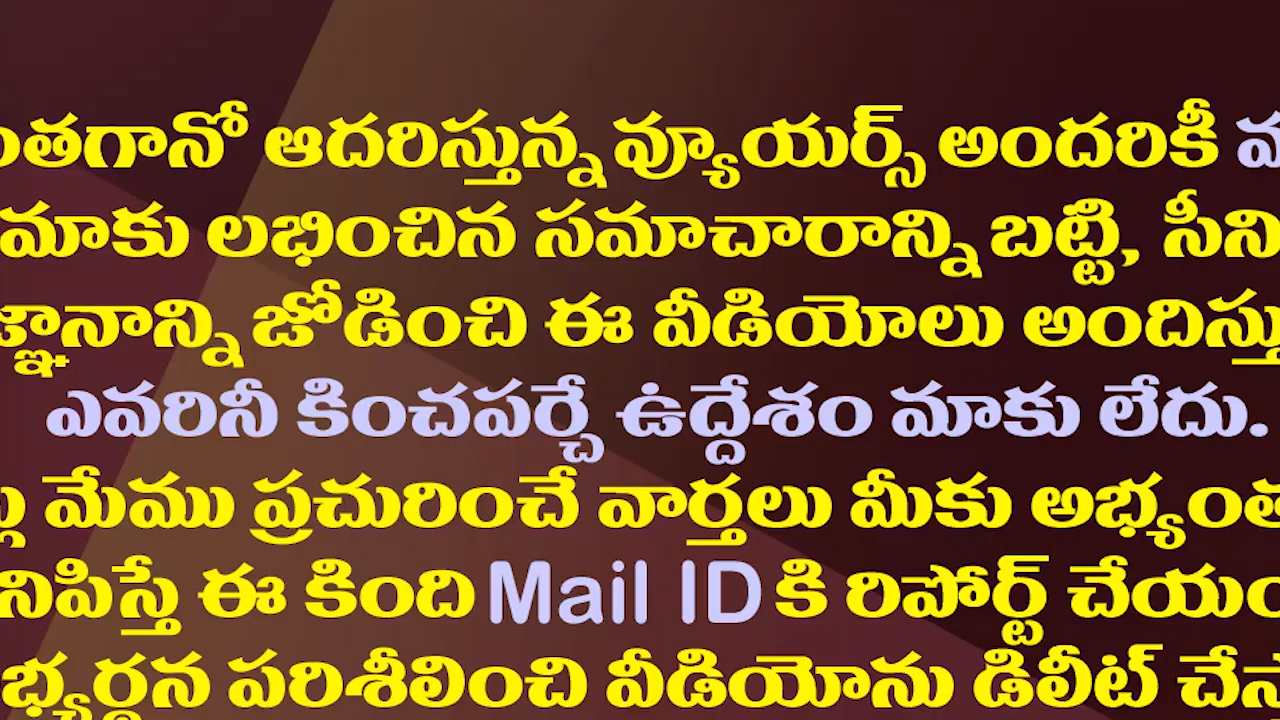 ఆదరిస్తున్న వ్యూయర్స్ అందరికీ
మాకు లభించిన సమాచారాన్ని బట్టి,
జోడించి ఈ వీడియోలు
ఎవరినీ కించపర్చే ఉద్దేశం మాకు లేదు.
మేము ప్రచురించే వార్తలు మీకు
ఈ కింది Mail ID కి రిపోర్ట్
పరిశీలించి వీడియోను డిలీట్